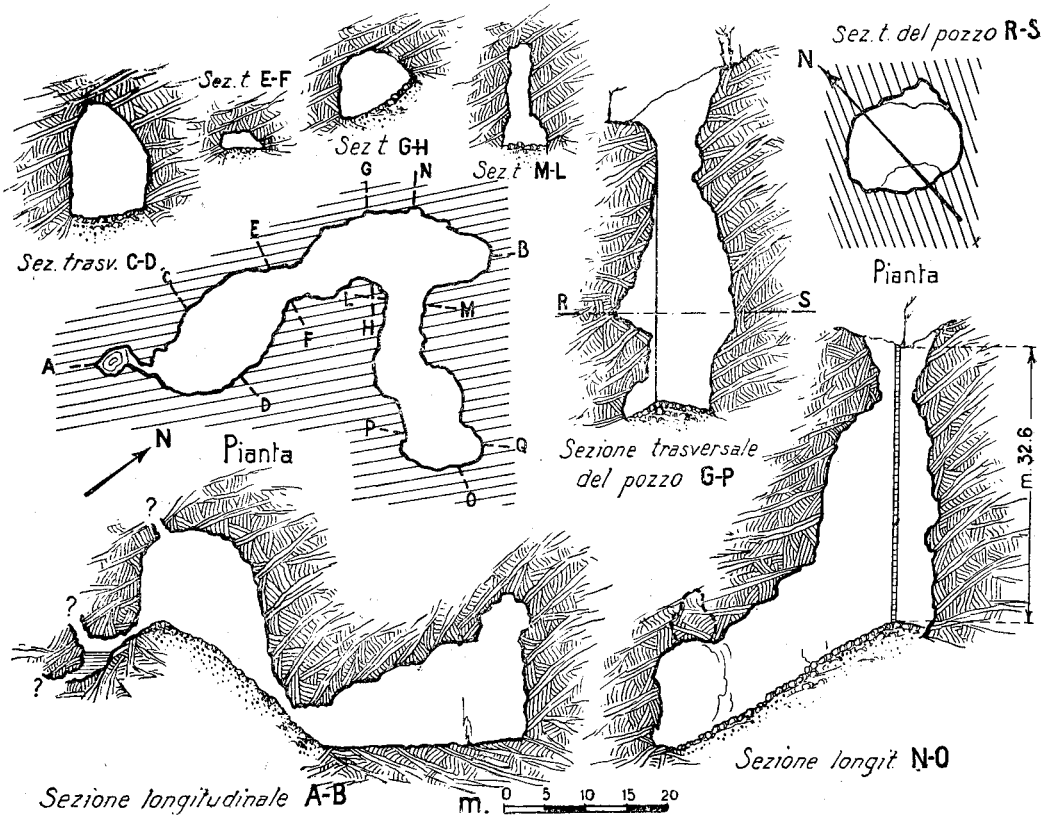 Sez. t. del pozzo R-S
N
Sez. t E-F
Sez t G-H
Sez. t M-L
G
N
E
B
Sez. trasv. C-D
C
Pianta
L
M
H
R
S
F
A
D
N
Pianta
P
Q
O
Sezione trasversale
del pozzo G-P
m. 32.6
?
?
?
Sezione longit. N-O
Sezione longitudinale A-B
m. 0 5 10 15 20